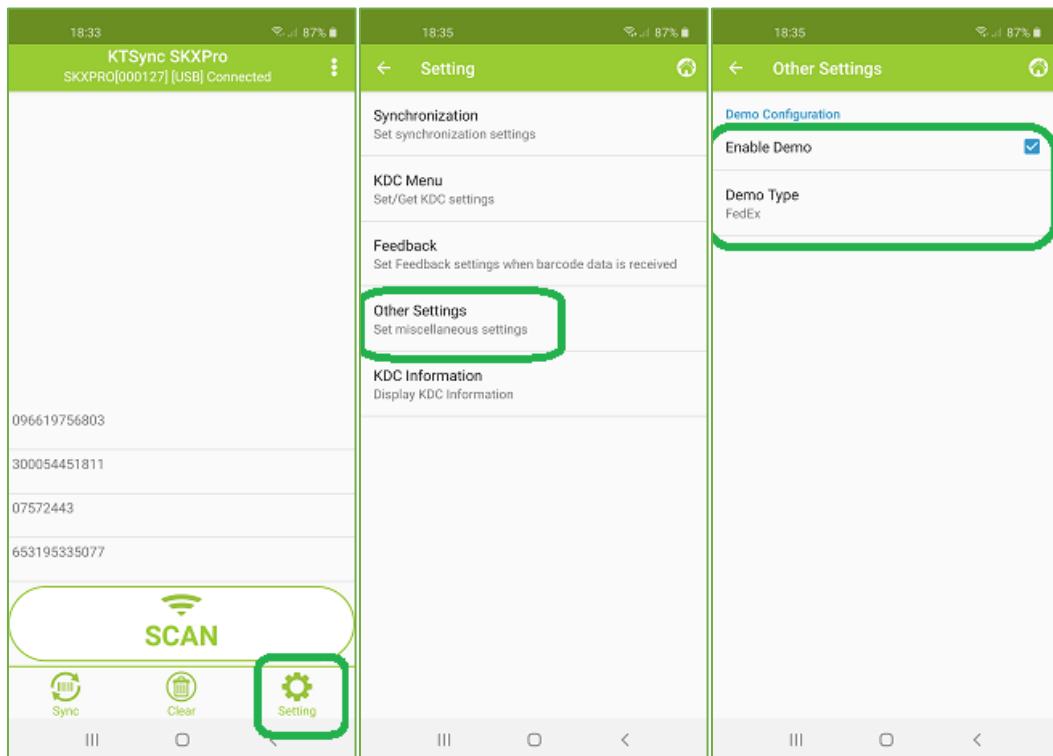 18:33 87%
KTSync SKXPro
SKXPRO[000127] [USB] Connected
096619756803
300054451811
07572443
653195335077
SCAN
Sync Clear Setting
18:35 87%
Setting
Synchronization
Set synchronization settings
KDC Menu
Set/Get KDC settings
Feedback
Set Feedback settings when barcode data is received
Other Settings
Set miscellaneous settings
KDC Information
Display KDC Information
18:35 87%
Other Settings
Demo Configuration
Enable Demo
Demo Type
FedEx